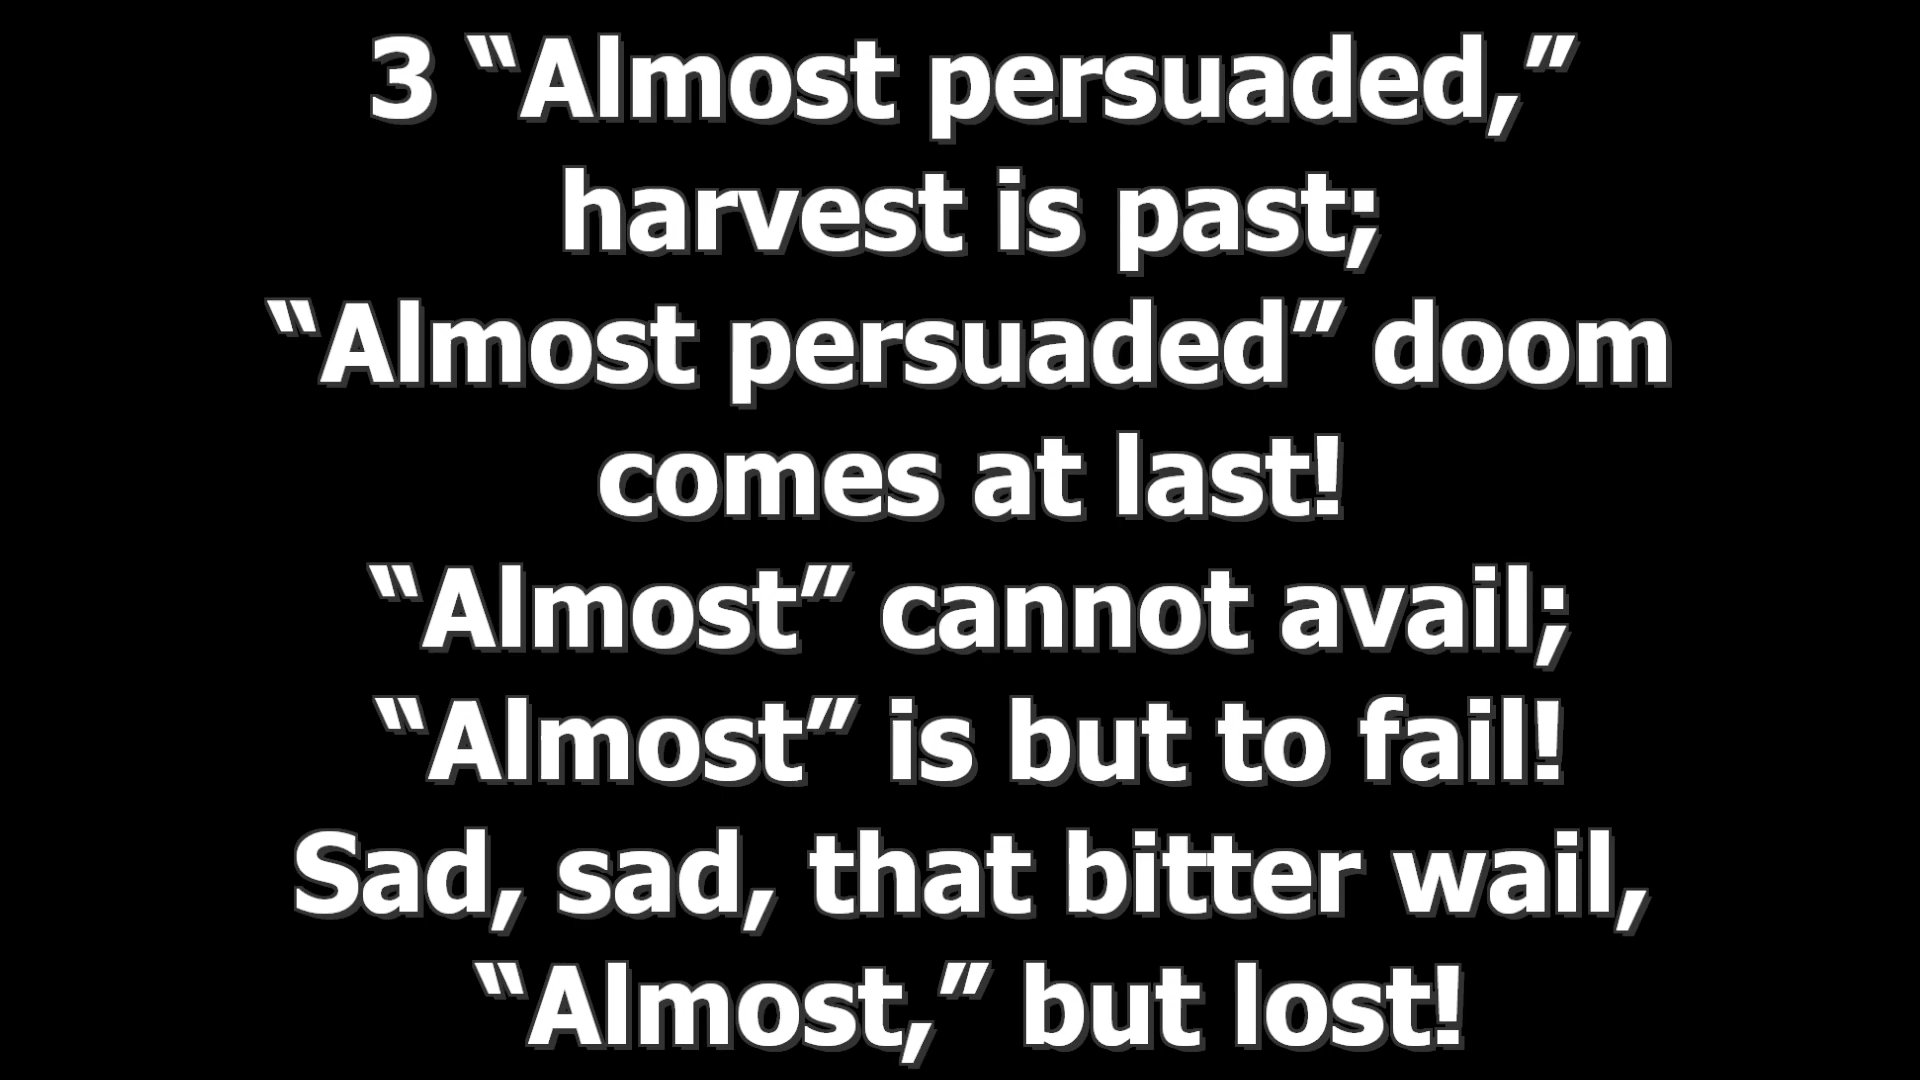 3 “Almost persuaded,”
harvest is past;
“Almost persuaded” doom
comes at last!
“Almost” cannot avail;
“Almost” is but to fail!
Sad, sad, that bitter wail,
“Almost,” but lost!